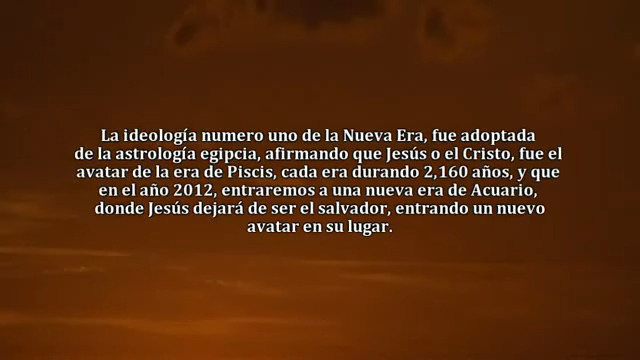 La ideología numero uno de la Nueva Era, fue adoptada
de la astrología egipcia, afirmando que Jesús o el Cristo, fue el
avatar de la era de Piscis, cada era durando 2,160 años, y que
en el año 2012, entraremos a una nueva era de Acuario,
donde Jesús dejará de ser el salvador, entrando un nuevo
avatar en su lugar.